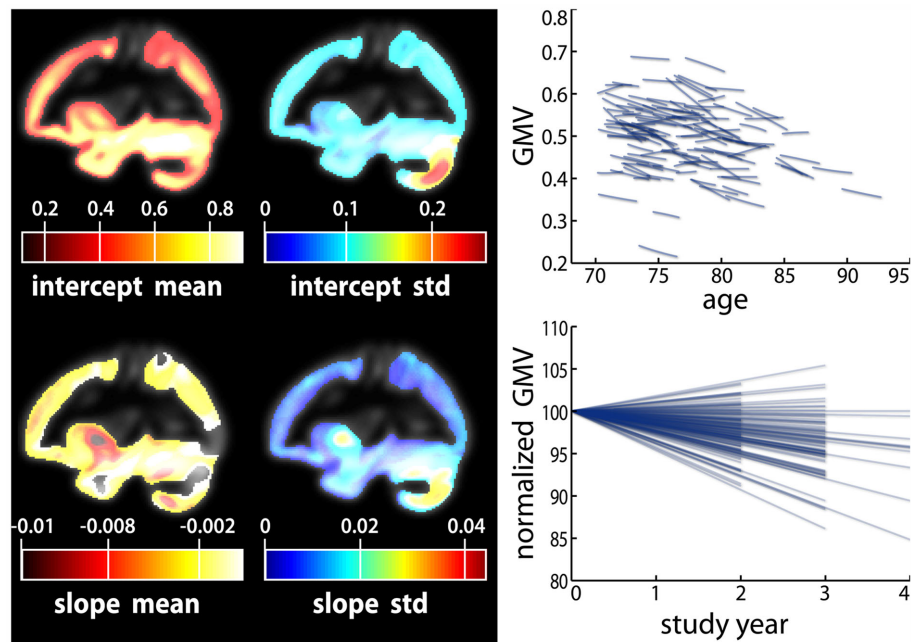 0.2 0.4 0.6 0.8
intercept mean
0 0.1 0.2
intercept std
-0.01 -0.008 -0.002
slope mean
0 0.02 0.04
slope std
0.8
0.7
0.6
0.5
0.4
0.3
0.2
GMV
70 75 80 85 90 95
age
110
105
100
95
90
85
80
normalized GMV
0 1 2 3 4
study year